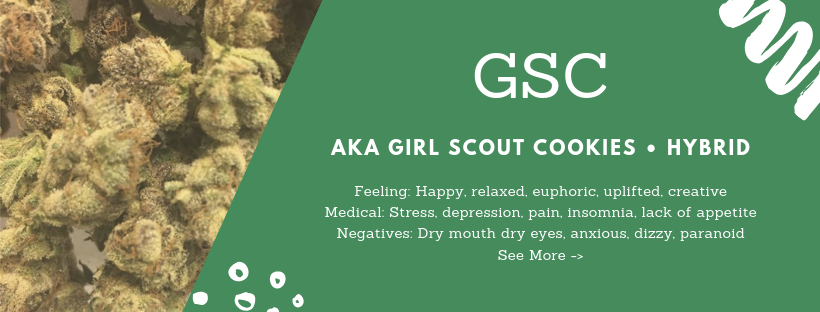 GSC
AKA GIRL SCOUT COOKIES • HYBRID
Feeling: Happy, relaxed, euphoric, uplifted, creative
Medical: Stress, depression, pain, insomnia, lack of appetite
Negatives: Dry mouth dry eyes, anxious, dizzy, paranoid
See More ->